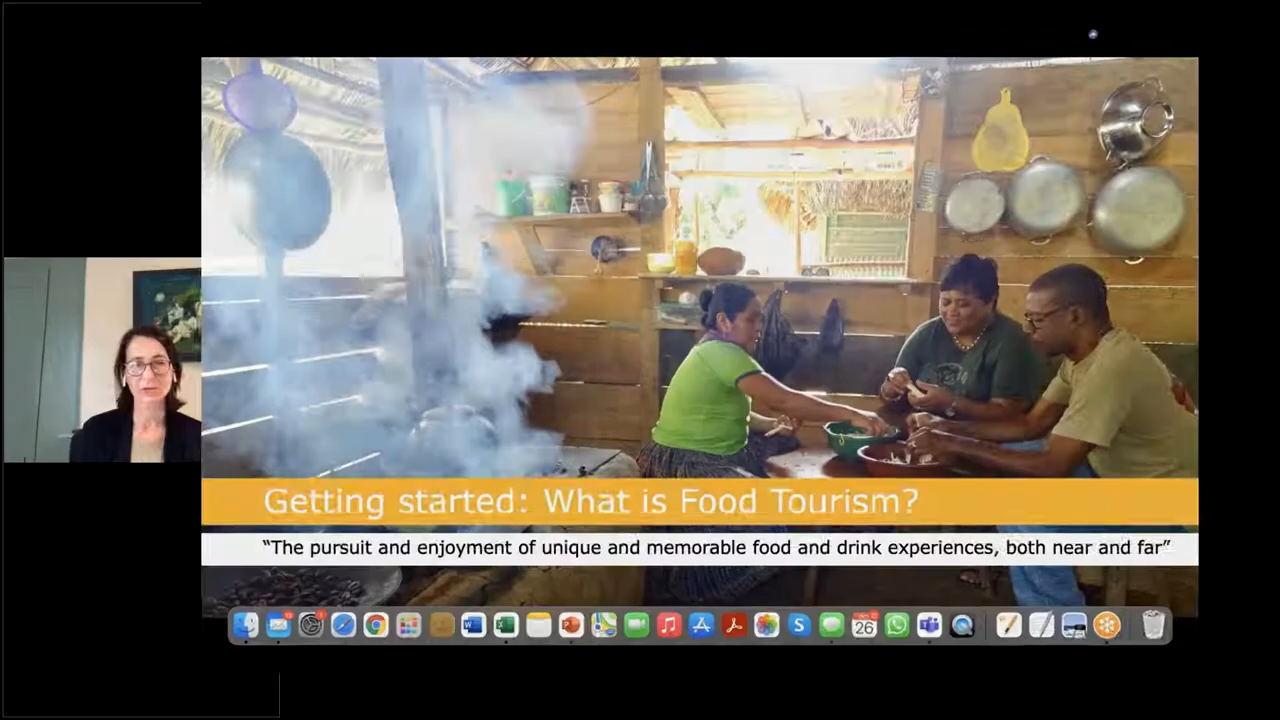 Getting started: What is Food Tourism?
“The pursuit and enjoyment of unique and memorable food and drink experiences, both near and far”
26